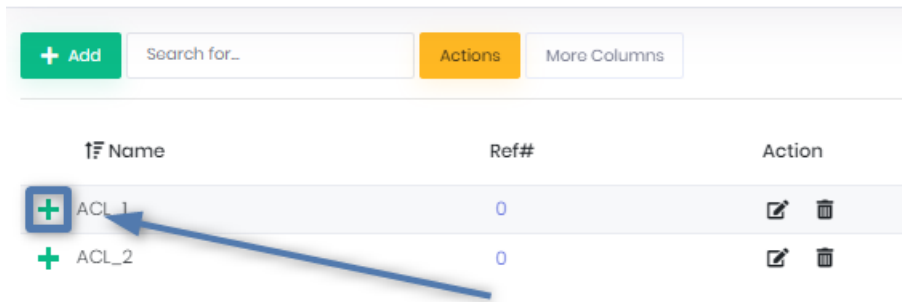 Add Search for... Actions More Columns
Name Ref# Action
ACL_1 0
ACL_2 0